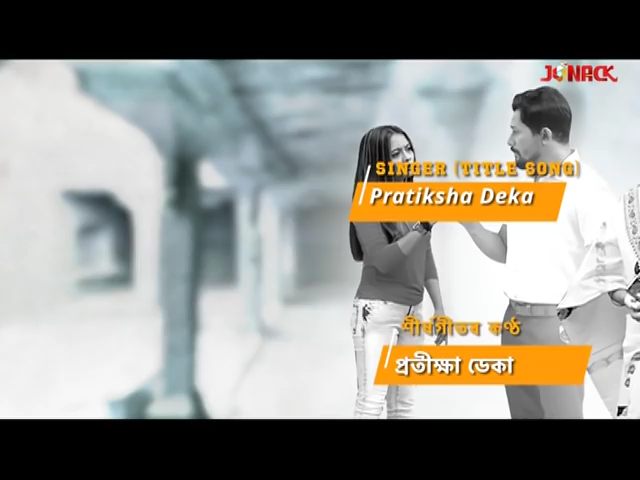 JONACK
SINGER (TITLE SONG)
Pratiksha Deka
শীৰ্ষগীতৰ কণ্ঠ
প্ৰতীক্ষা ডেকা